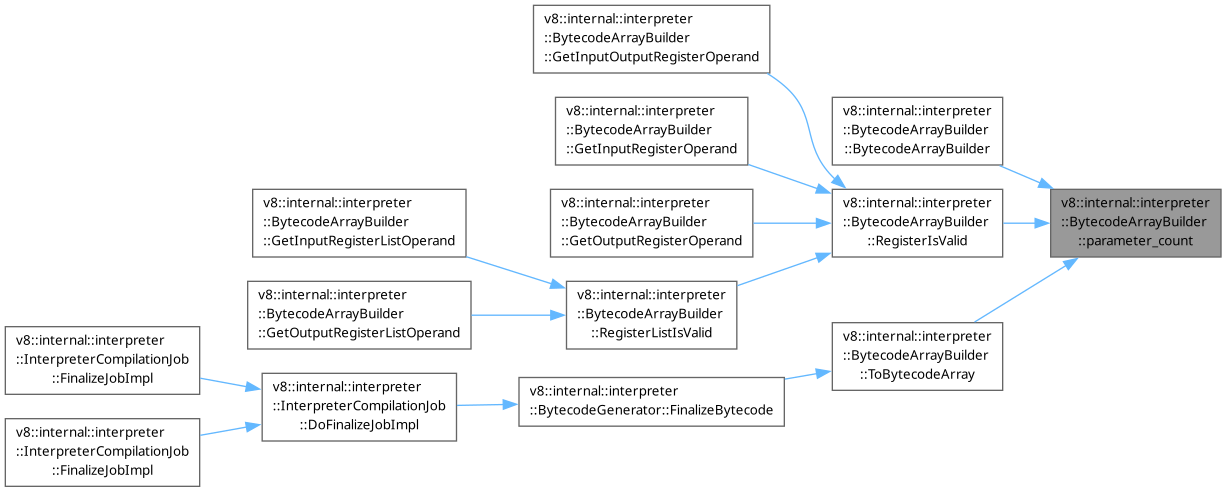 v8::internal::interpreter
::BytecodeArrayBuilder
::GetInputOutputRegisterOperand
v8::internal::interpreter
::BytecodeArrayBuilder
::GetInputRegisterOperand
v8::internal::interpreter
::BytecodeArrayBuilder
::BytecodeArrayBuilder
v8::internal::interpreter
::BytecodeArrayBuilder
::GetInputRegisterListOperand
v8::internal::interpreter
::BytecodeArrayBuilder
::GetOutputRegisterOperand
v8::internal::interpreter
::BytecodeArrayBuilder
::RegisterIsValid
v8::internal::interpreter
::BytecodeArrayBuilder
::parameter_count
v8::internal::interpreter
::BytecodeArrayBuilder
::GetOutputRegisterListOperand
v8::internal::interpreter
::BytecodeArrayBuilder
::RegisterListIsValid
v8::internal::interpreter
::InterpreterCompilationJob
::FinalizeJobImpl
v8::internal::interpreter
::BytecodeArrayBuilder
::ToBytecodeArray
v8::internal::interpreter
::InterpreterCompilationJob
::DoFinalizeJobImpl
v8::internal::interpreter
::BytecodeGenerator::FinalizeBytecode
v8::internal::interpreter
::InterpreterCompilationJob
::FinalizeJobImpl